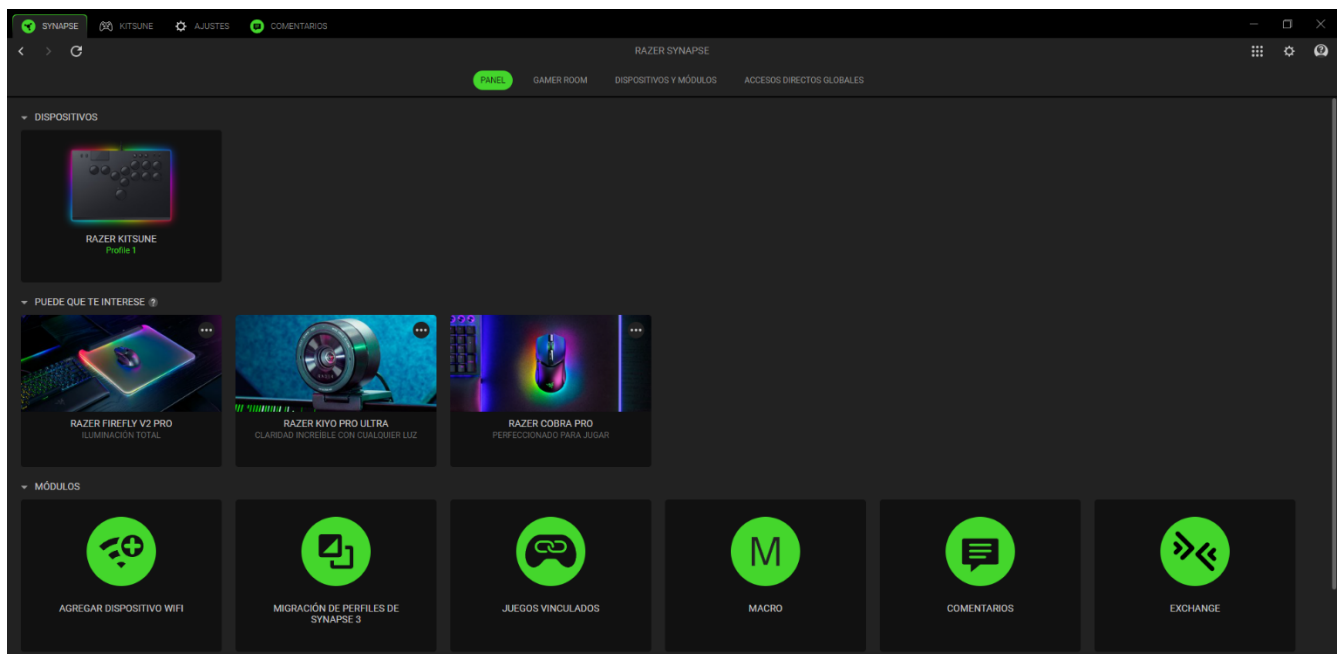 SYNAPSE
KITSUNE
AJUSTES
COMENTARIOS
RAZER SYNAPSE
PANEL
GAMER ROOM
DISPOSITIVOS Y MÓDULOS
ACCESOS DIRECTOS GLOBALES
DISPOSITIVOS
RAZER KITSUNE
Profile 1
PUEDE QUE TE INTERESE ?
RAZER FIREFLY V2 PRO
ILUMINACIÓN TOTAL
RAZER KIYO PRO ULTRA
CLARIDAD INCREÍBLE CON CUALQUIER LUZ
RAZER COBRA PRO
PERFECCIONADO PARA JUGAR
MÓDULOS
AGREGAR DISPOSITIVO WIFI
MIGRACIÓN DE PERFILES DE
SYNAPSE 3
JUEGOS VINCULADOS
M
MACRO
COMENTARIOS
EXCHANGE